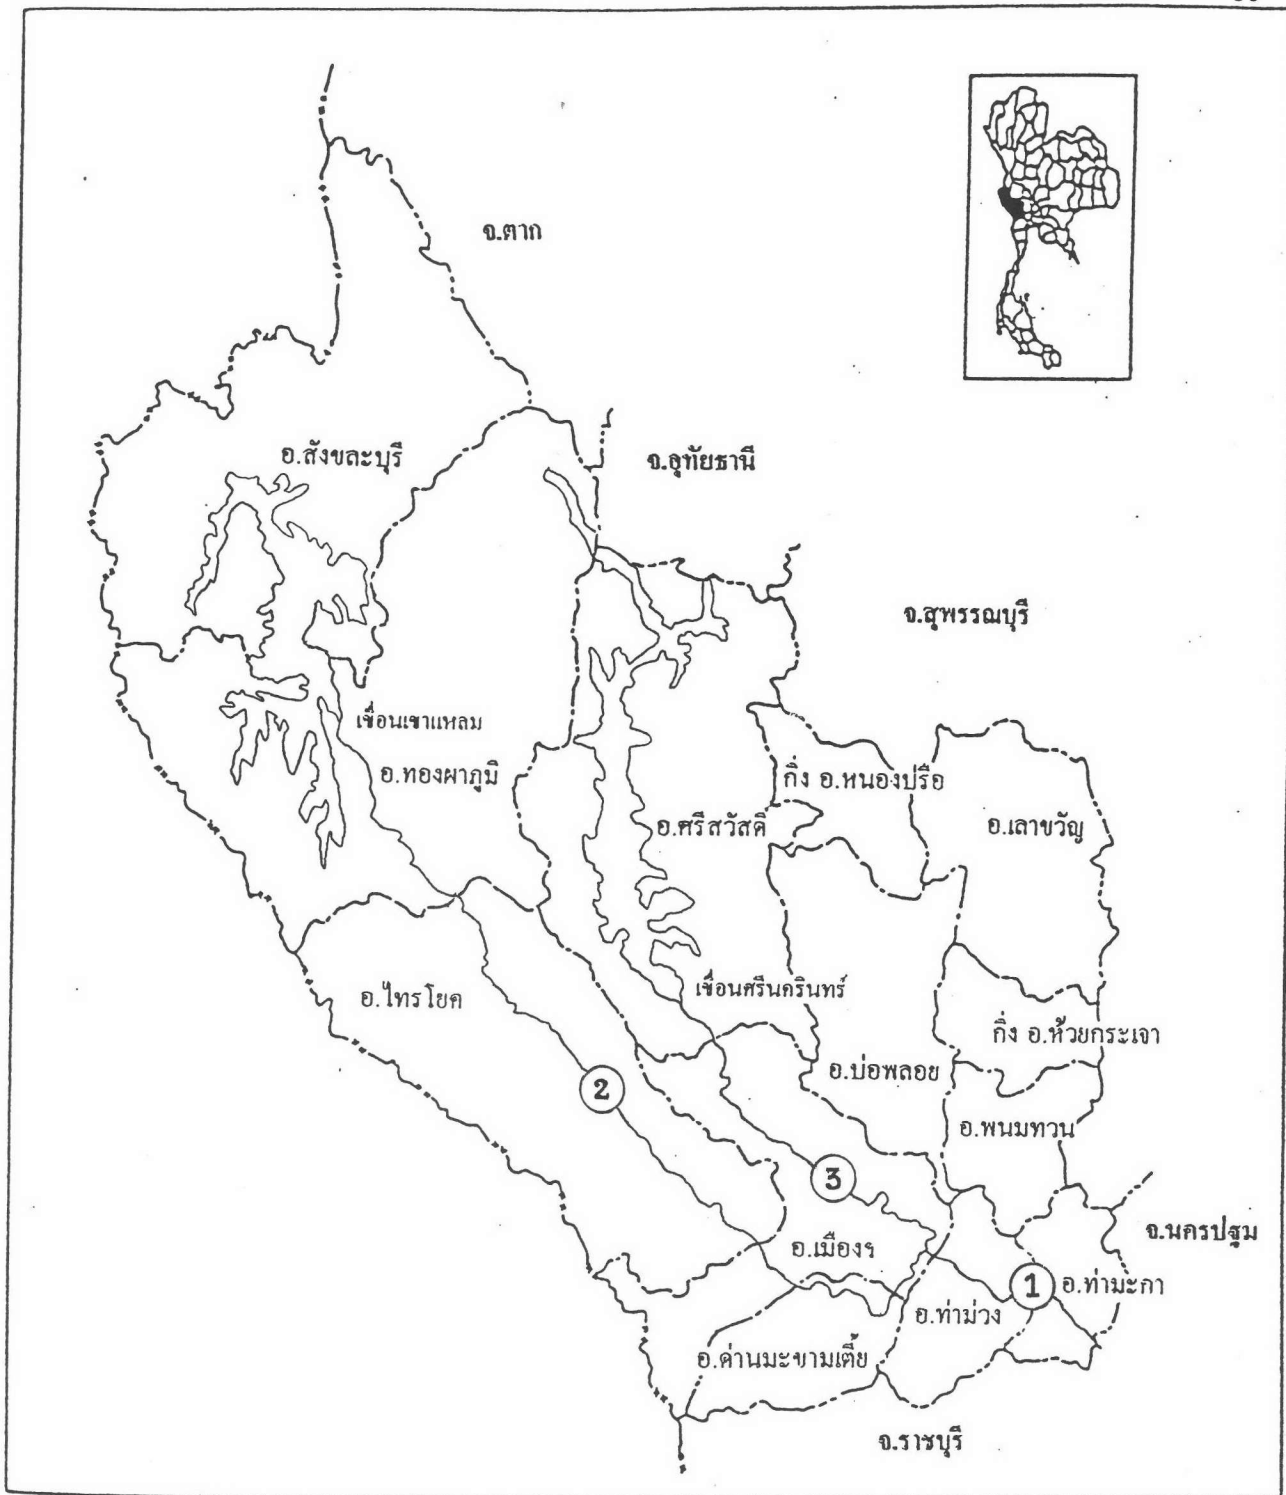 จ.ตาก
อ.สังขละบุรี
จ.อุทัยธานี
จ.สุพรรณบุรี
เขื่อนเขาแหลม
อ.ทองผาภูมิ
กิ่ง อ.หนองปรือ
อ.ศรีสวัสดิ์
อ.เลาขวัญ
อ.ไทรโยค
เขื่อนศรีนครินทร์
กิ่ง อ.ห้วยกระเจา
อ.บ่อพลอย
2
อ.พนมทวน
3
จ.นครปฐม
อ.เมืองฯ
1
อ.ท่ามะกา
อ.ท่าม่วง
อ.ด่านมะขามเตี้ย
จ.ราชบุรี